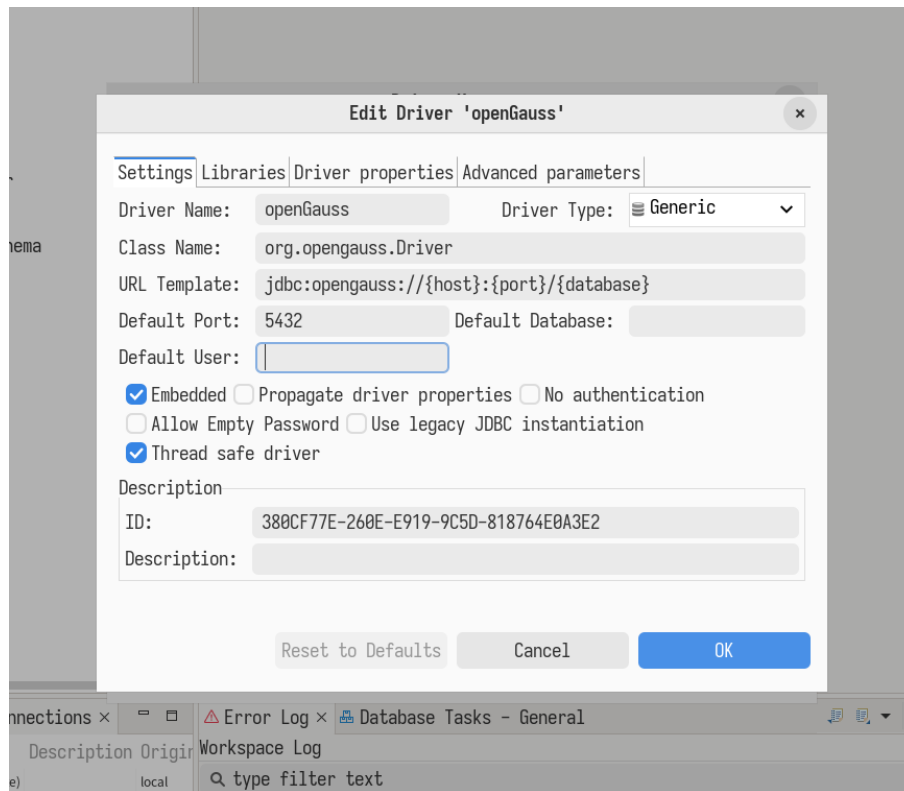 Edit Driver 'openGauss'
Settings Libraries Driver properties Advanced parameters
Driver Name: openGauss Driver Type: Generic
Class Name: org.opengauss.Driver
URL Template: jdbc:opengauss://{host}:{port}/{database}
Default Port: 5432 Default Database:
Default User:
Embedded Propagate driver properties No authentication
Allow Empty Password Use legacy JDBC instantiation
Thread safe driver
Description
ID: 380CF77E-260E-E919-9C5D-818764E0A3E2
Description:
Reset to Defaults Cancel OK
hema
nnections × Error Log × Database Tasks - General
Description Origin Workspace Log
e) local type filter text